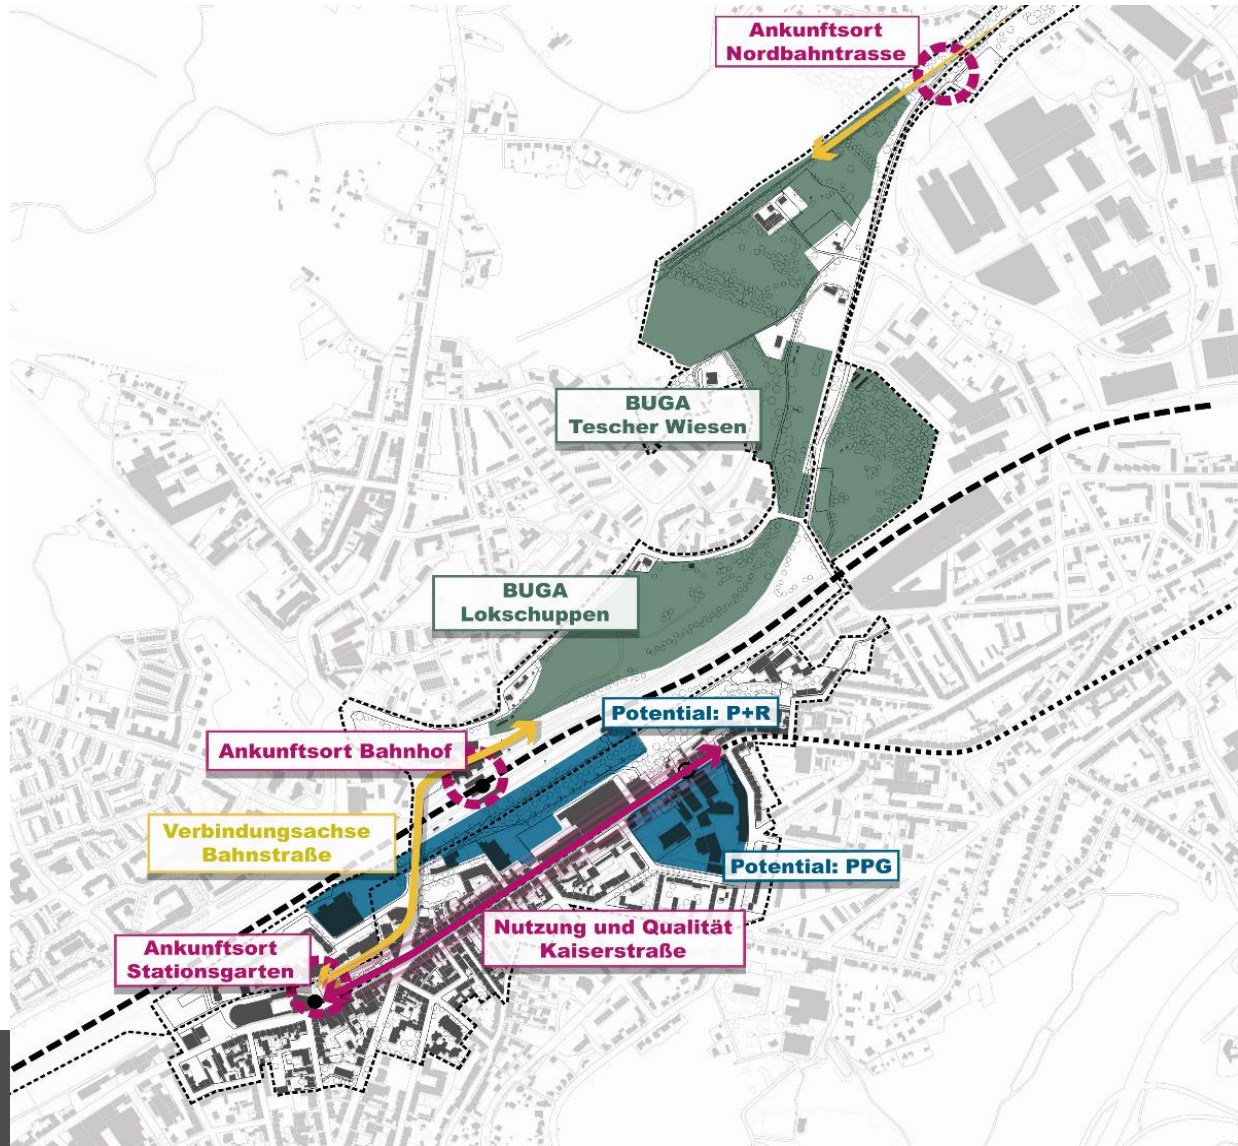 Ankunftsort
Nordbahntrasse
BUGA
Tescher Wiesen
BUGA
Lokschuppen
Potential: P+R
Ankunftsort Bahnhof
Verbindungsachse
Bahnstraße
Potential: PPG
Nutzung und Qualität
Kaiserstraße
Ankunftsort
Stationsgarten